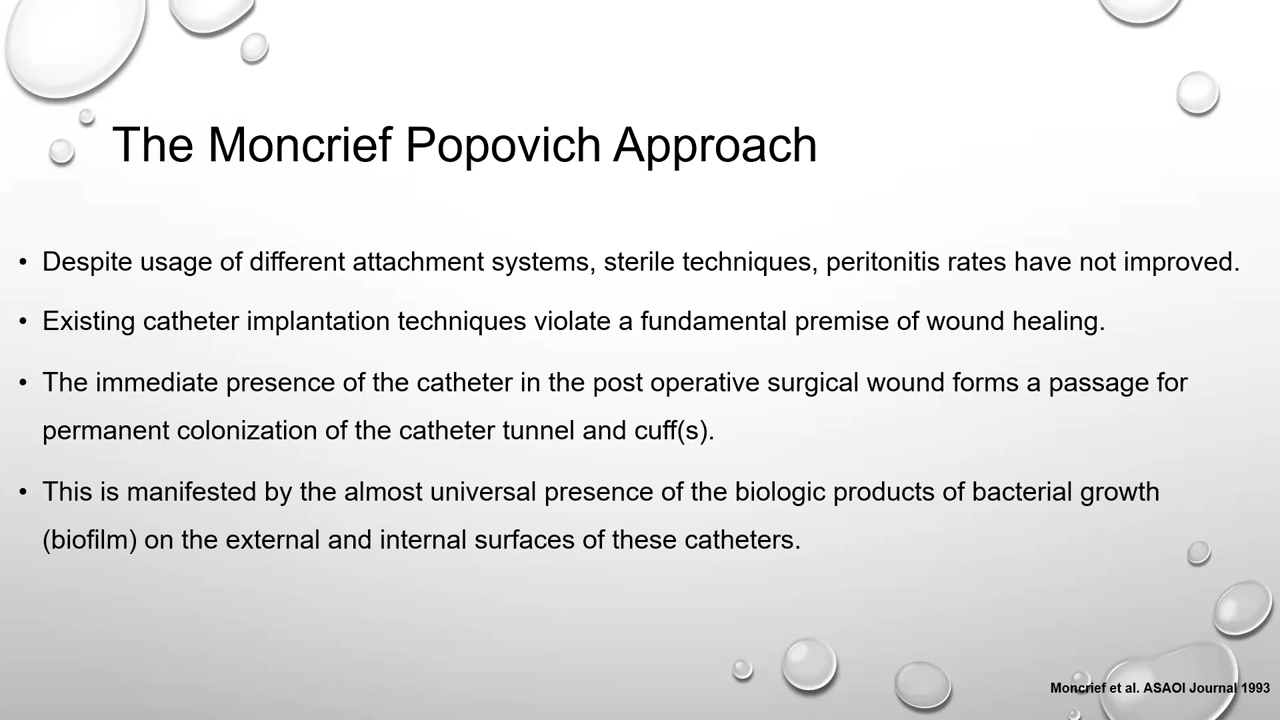 The Moncrief Popovich Approach
• Despite usage of different attachment systems, sterile techniques, peritonitis rates have not improved.
• Existing catheter implantation techniques violate a fundamental premise of wound healing.
• The immediate presence of the catheter in the post operative surgical wound forms a passage for
permanent colonization of the catheter tunnel and cuff(s).
• This is manifested by the almost universal presence of the biologic products of bacterial growth
(biofilm) on the external and internal surfaces of these catheters.
Moncrief et al. ASAOI Journal 1993